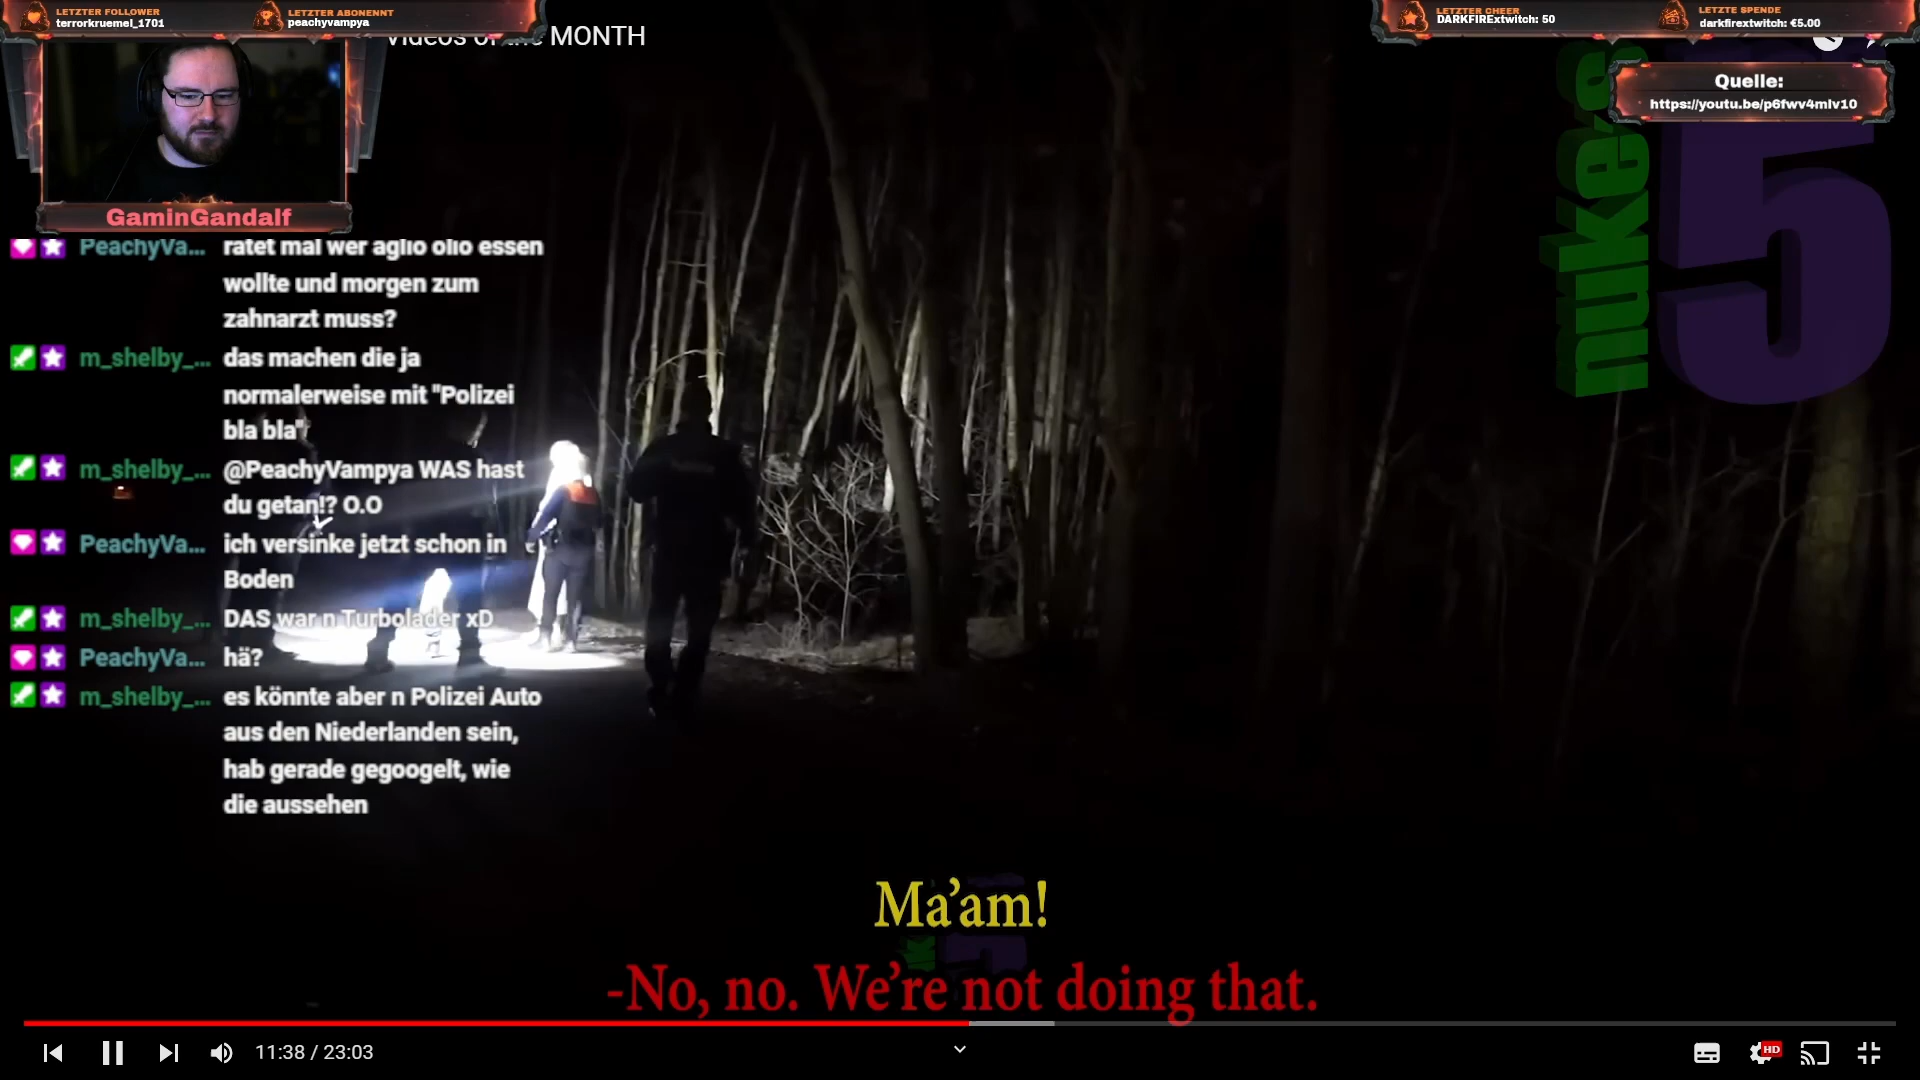 LETZTER FOLLOWER
terrorkruemel_1701
LETZTER ABONENNT
peachyvampya
LETZTER CHEER
DARKFIRExtwitch: 50
LETZTE SPENDE
darkfirextwitch: €5.00
Videos of the MONTH
Quelle:
https://youtu.be/p6fwv4mlv10
nuke's
5
GaminGandalf
PeachyVa... ratet mal wer aglio olio essen
wollte und morgen zum
zahnarzt muss?
m_shelby_... das machen die ja
normalerweise mit "Polizei
bla bla"
m_shelby_... @PeachyVampya WAS hast
du getan!? O.O
PeachyVa... ich versinke jetzt schon in
Boden
m_shelby_... DAS war n Turbolader xD
PeachyVa... hä?
m_shelby_... es könnte aber n Polizei Auto
aus den Niederlanden sein,
hab gerade gegoogelt, wie
die aussehen
Ma'am!
-No, no. We're not doing that.
11:38 / 23:03
HD